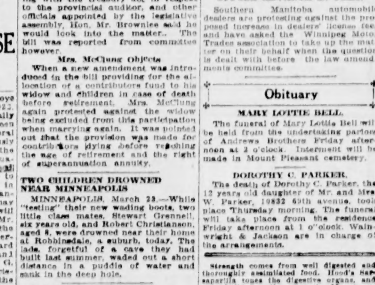 to the provincial auditor, and other
officials appointed by the legislative
assembly, Hon. Mr. Brownlee said he
would look into the matter. The
bill was reported from committee
however.
Mrs. McClung Objects
When a new amendment was intro-
duced in the bill providing for the al-
location of a contributors fund to his
widow and children in case of death
before retirement, Mrs. McClung
again protested against the widow
being excluded from this participation
when marrying again. It was pointed
out that the provision was made for
contributors dying before reaching
the age of retirement and the right
of superannuation annuity.
TWO CHILDREN DROWNED
NEAR MINNEAPOLIS
MINNEAPOLIS, March 23.—While
"testing" their new wading boots, two
little class mates, Stewart Grennell,
six years old, and Robert Christianson,
aged 8, were drowned near their home
at Robbinsdale, a suburb, today. The
lads, forgetful of a cave they had
built last summer, waded out a short
distance in a puddle of water and
sank in the deep hole.
Southern Manitoba automobile
dealers are protesting against the pro-
posed increase in dealers' license fees
and have asked the Winnipeg Motor
Trades association to take up the mat-
ter on their behalf when the question
is dealt with before the law amend-
ments committee.
Obituary
MARY LOTTIE BELL
The funeral of Mary Lottie Bell will
be held from the undertaking parlors
of Andrews Brothers Friday after-
noon at 2 o'clock. Interment will be
made in Mount Pleasant cemetery.
DOROTHY C. PARKER.
The death of Dorothy C. Parker, the
12 years old daughter of Mr. and Mrs.
W. Parker, 10832 69th avenue, took
place Thursday morning. The funeral
will take place from the residence
Friday afternoon at 1 o'clock. Wain-
wright & Jackson are in charge of
the arrangements.
Strength comes from well digested and
thoroughly assimilated food. Hood's Sar-
saparilla tones the digestive organs, and